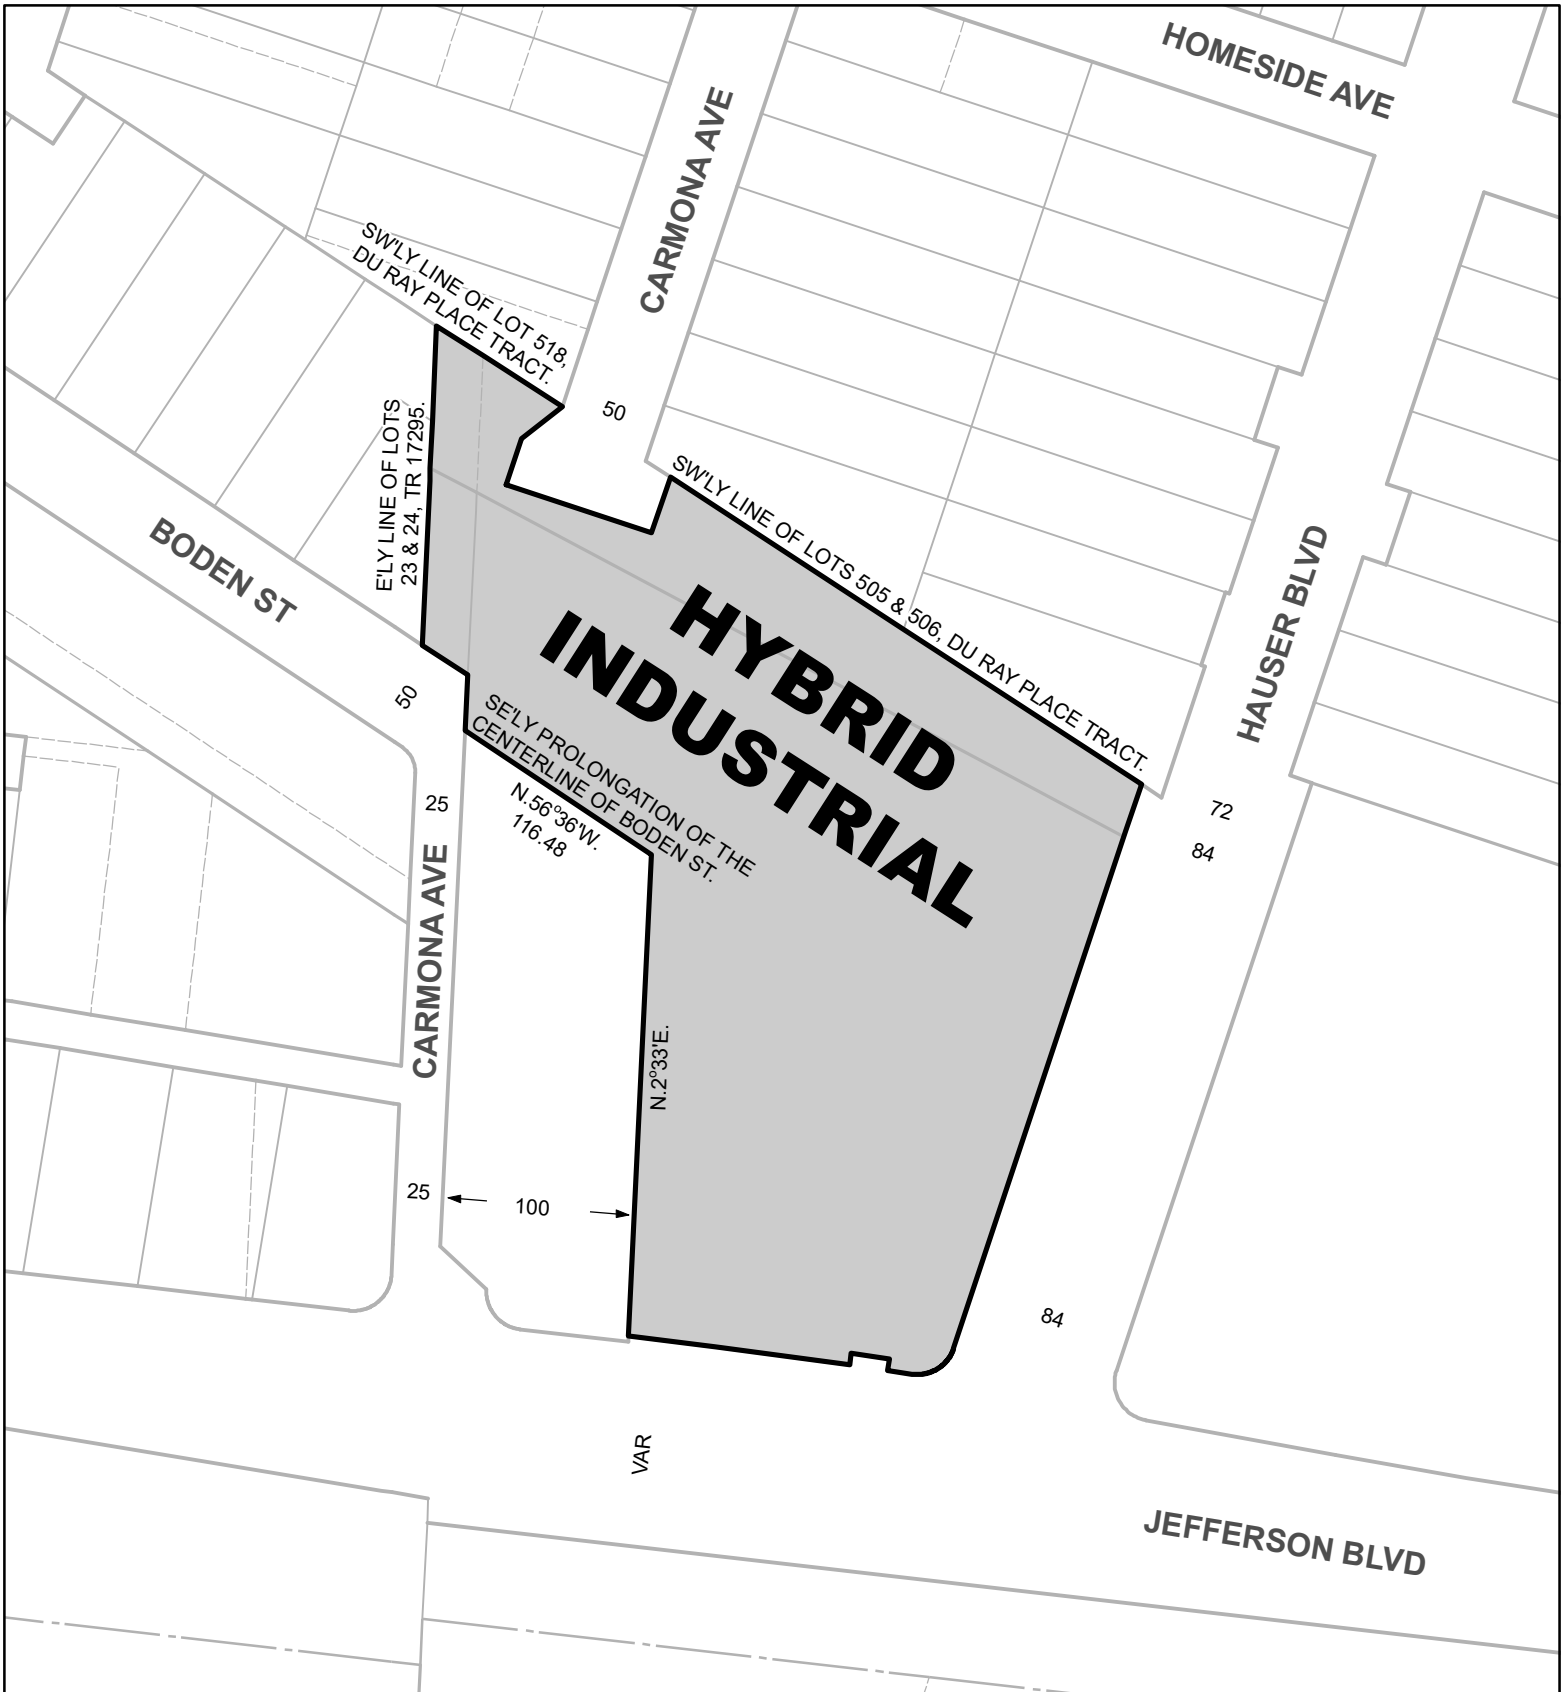 HOMESIDE AVE
CARMONA AVE
SW'LY LINE OF LOT 518,
DU RAY PLACE TRACT.
50
E'LY LINE OF LOTS
23 & 24, TR 17295.
SW'LY LINE OF LOTS 505 & 506, DU RAY PLACE TRACT.
BODEN ST
HAUSER BLVD
HYBRID
INDUSTRIAL
50
SE'LY PROLONGATION OF THE
CENTERLINE OF BODEN ST.
N.56°36'W.
116.48
25
72
84
CARMONA AVE
N.2°33'E.
25
100
84
VAR
JEFFERSON BLVD